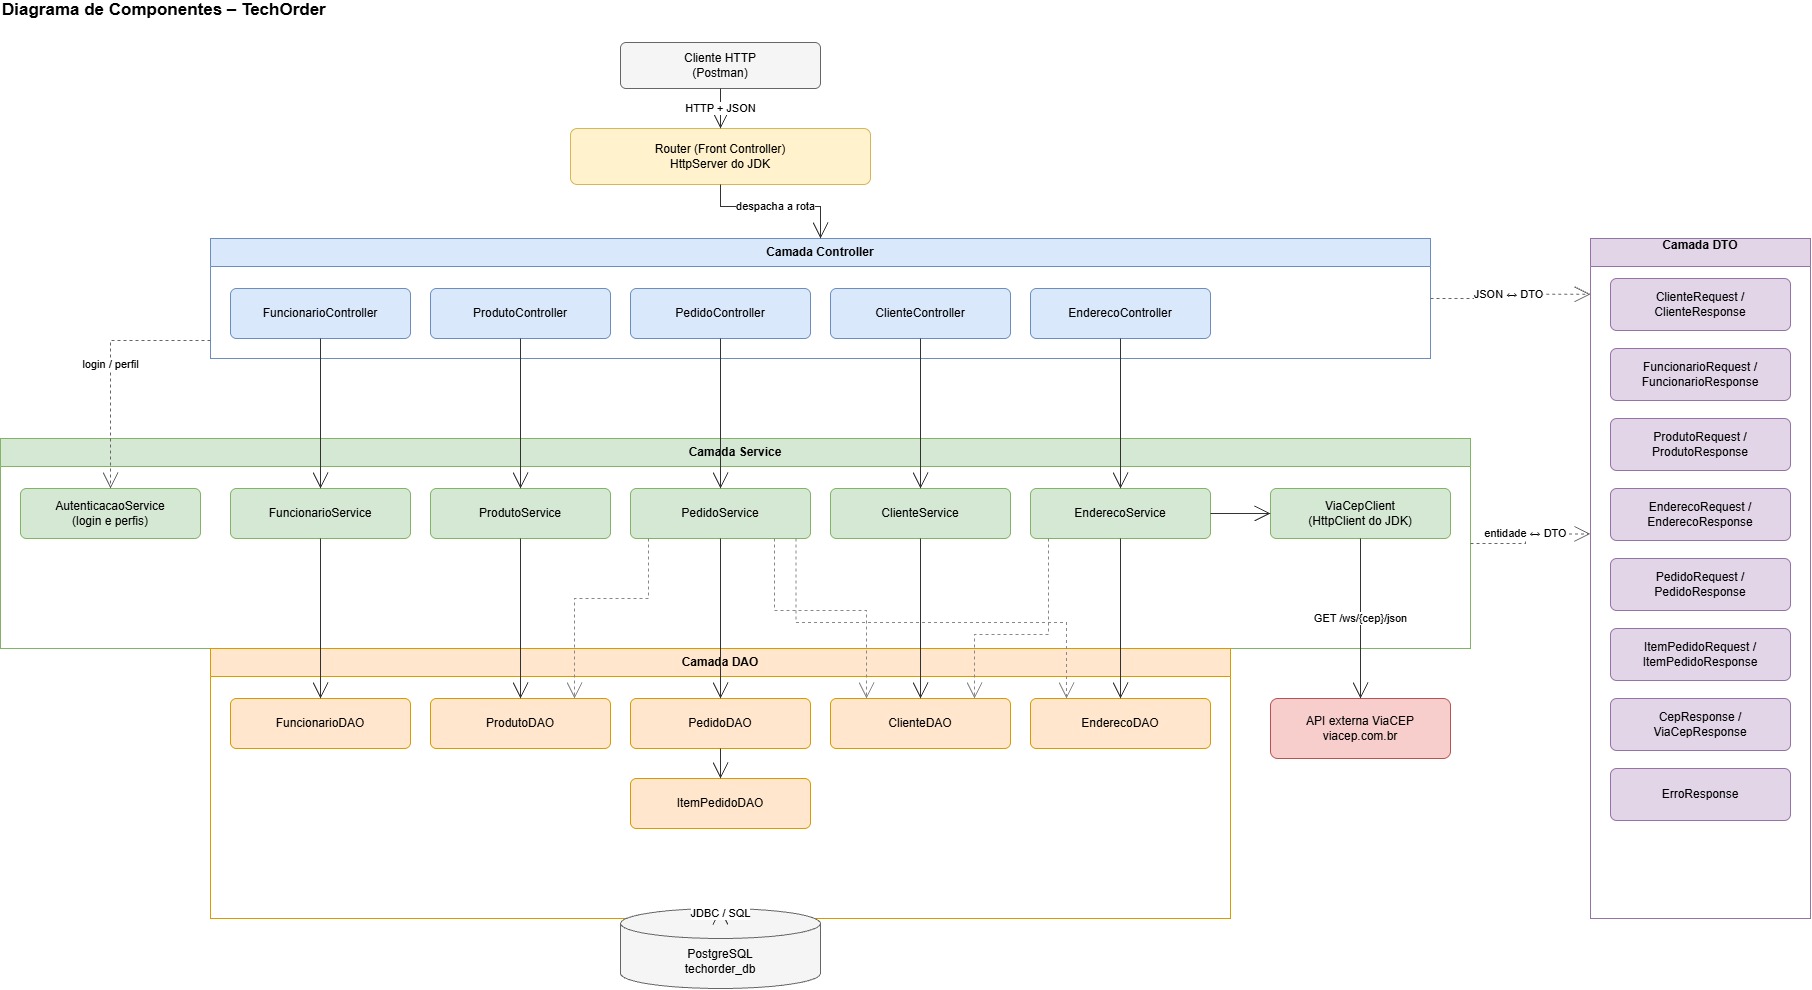 Diagrama de Componentes – TechOrder
Cliente HTTP
(Postman)
HTTP + JSON
Router (Front Controller)
HttpServer do JDK
despacha a rota
Camada Controller
FuncionarioController
ProdutoController
PedidoController
ClienteController
EnderecoController
login / perfil
JSON ↔ DTO
Camada Service
AutenticacaoService
(login e perfis)
FuncionarioService
ProdutoService
PedidoService
ClienteService
EnderecoService
ViaCepClient
(HttpClient do JDK)
entidade ↔ DTO
GET /ws/{cep}/json
Camada DAO
FuncionarioDAO
ProdutoDAO
PedidoDAO
ClienteDAO
EnderecoDAO
ItemPedidoDAO
API externa ViaCEP
viacep.com.br
JDBC / SQL
PostgreSQL
techorder_db
Camada DTO
ClienteRequest /
ClienteResponse
FuncionarioRequest /
FuncionarioResponse
ProdutoRequest /
ProdutoResponse
EnderecoRequest /
EnderecoResponse
PedidoRequest /
PedidoResponse
ItemPedidoRequest /
ItemPedidoResponse
CepResponse /
ViaCepResponse
ErroResponse